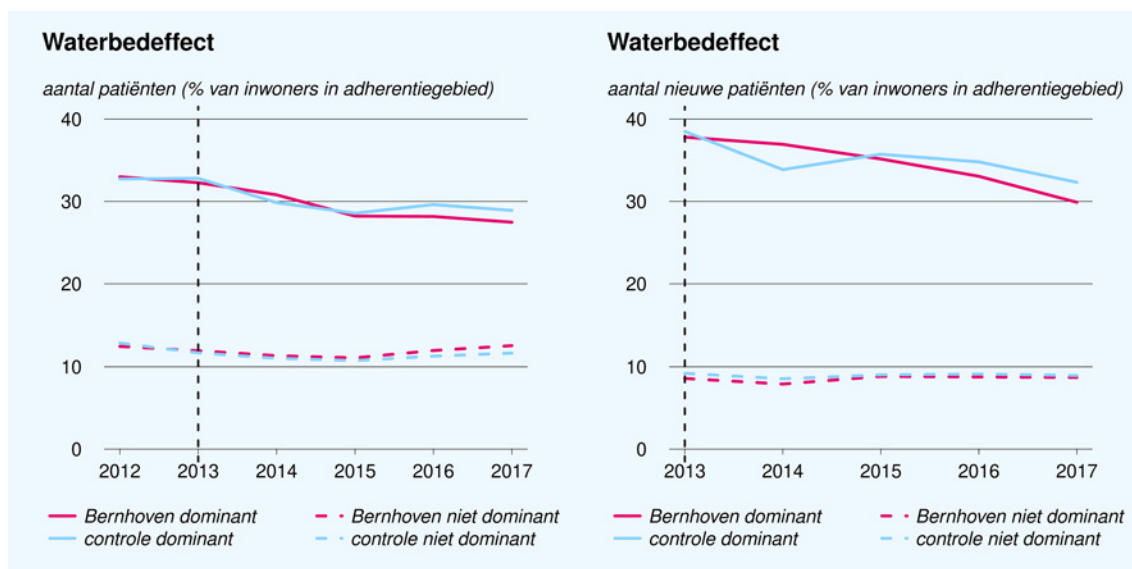 Waterbedeffect
aantal patiënten (% van inwoners in adherentiegebied)
40
30
20
10
0
2012 2013 2014 2015 2016 2017
Bernhoven dominant
Bernhoven niet dominant
controle dominant
controle niet dominant
Waterbedeffect
aantal nieuwe patiënten (% van inwoners in adherentiegebied)
40
30
20
10
0
2013 2014 2015 2016 2017
Bernhoven dominant
Bernhoven niet dominant
controle dominant
controle niet dominant